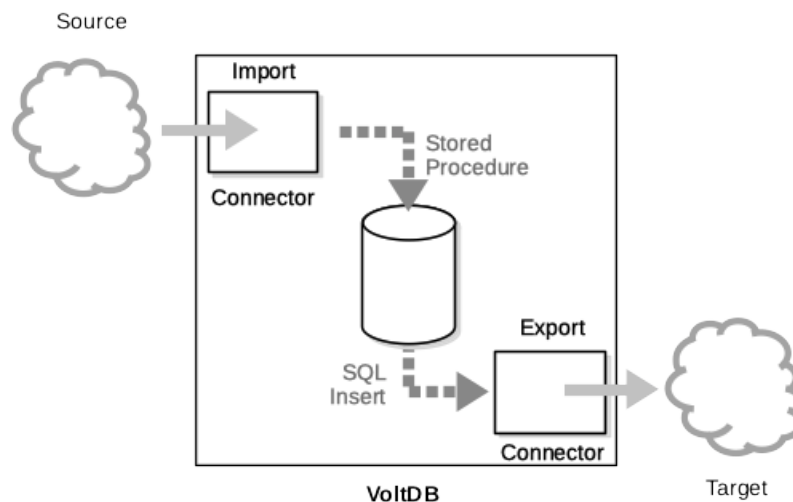 Source
Import
Connector
Stored
Procedure
Export
SQL
Insert
Connector
Target
VoltDB